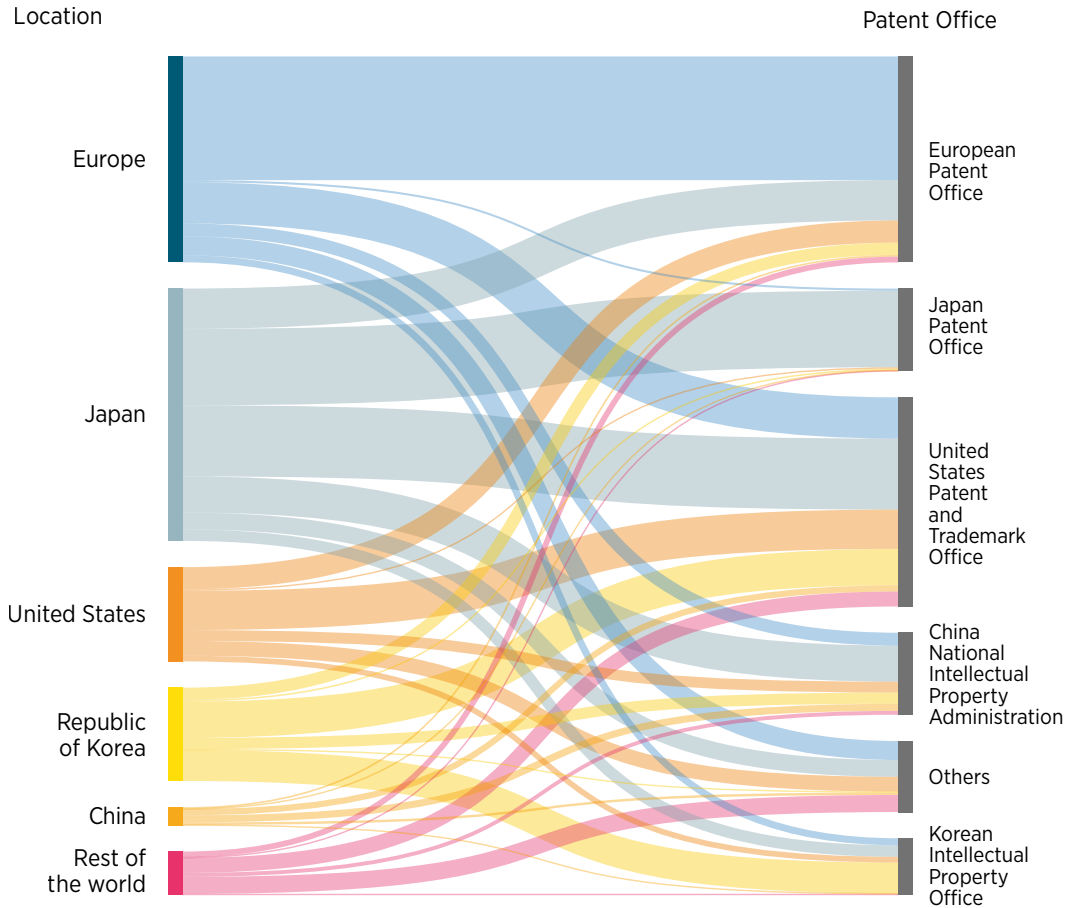 Location
Patent Office
Europe
Japan
United States
Republic
of Korea
China
Rest of
the world
European
Patent
Office
Japan
Patent
Office
United
States
Patent
and
Trademark
Office
China
National
Intellectual
Property
Administration
Others
Korean
Intellectual
Property
Office